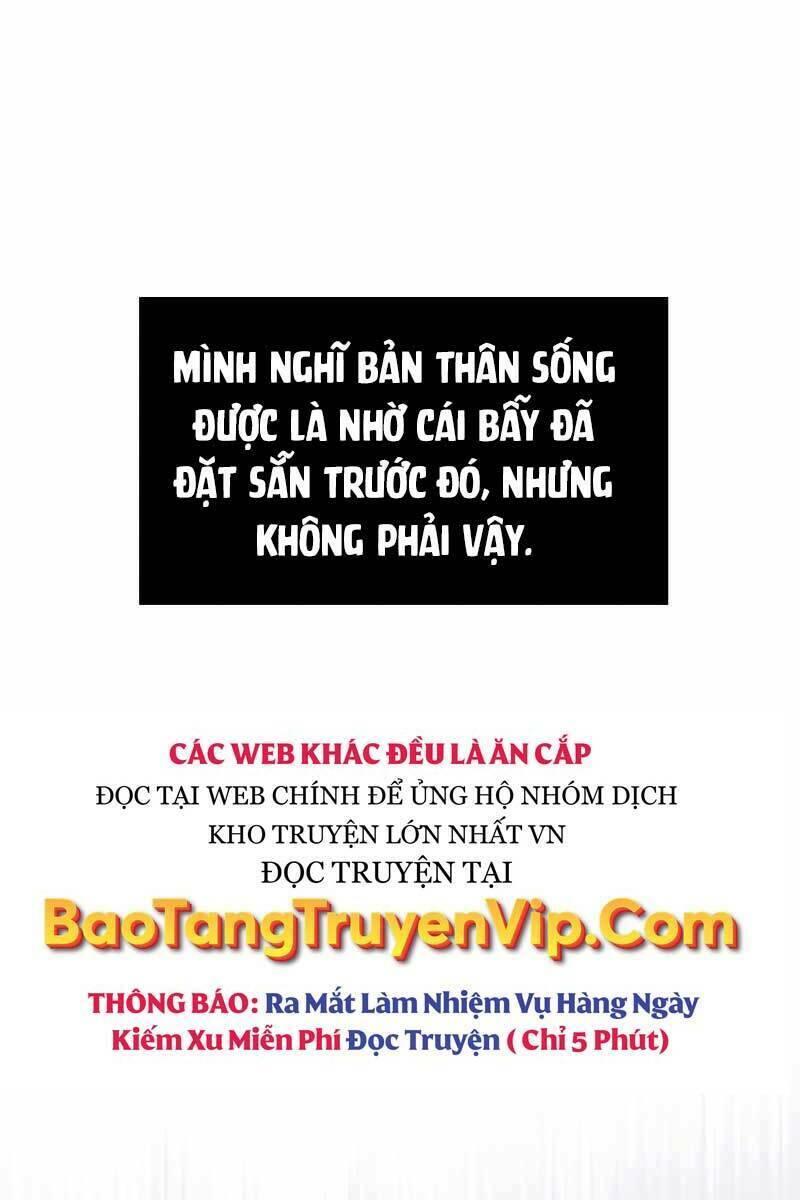 MÌNH NGHĨ BẢN THÂN SỐNG
ĐƯỢC LÀ NHỜ CÁI BẪY ĐÃ
ĐẶT SẴN TRƯỚC ĐÓ, NHƯNG
KHÔNG PHẢI VẬY.
CÁC WEB KHÁC ĐỀU LÀ ĂN CẮP
ĐỌC TẠI WEB CHÍNH ĐỂ ỦNG HỘ NHÓM DỊCH
KHO TRUYỆN LỚN NHẤT VN
ĐỌC TRUYỆN TẠI
BaoTangTruyenVip.Com
THÔNG BÁO: Ra Mắt Làm Nhiệm Vụ Hàng Ngày
Kiếm Xu Miễn Phí Đọc Truyện ( Chỉ 5 Phút)